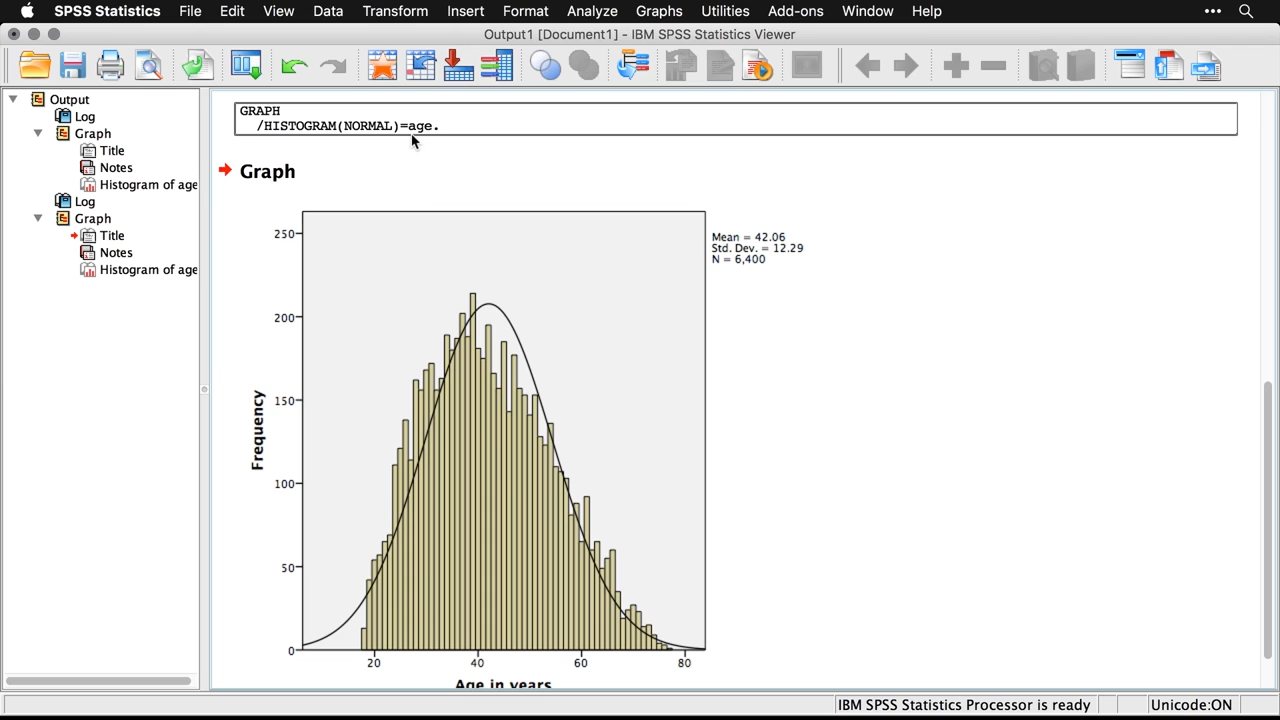 SPSS Statistics File Edit View Data Transform Insert Format Analyze Graphs Utilities Add-ons Window Help
Output1 [Document1] - IBM SPSS Statistics Viewer
Output
Log
Graph
Title
Notes
Histogram of age
Log
Graph
Title
Notes
Histogram of age
GRAPH
/HISTOGRAM(NORMAL)=age.
Graph
Mean = 42.06
Std. Dev. = 12.29
N = 6,400
Frequency
250
200
150
100
50
0
20 40 60 80
Age in years
IBM SPSS Statistics Processor is ready Unicode:ON